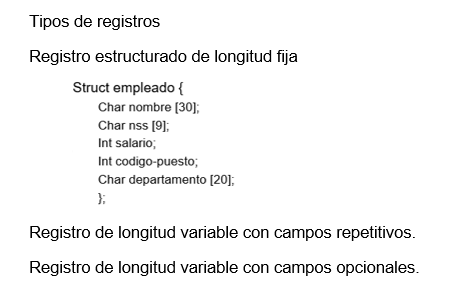 Tipos de registros
Registro estructurado de longitud fija
Struct empleado {
Char nombre [30];
Char nss [9];
Int salario;
Int codigo-puesto;
Char departamento [20];
};
Registro de longitud variable con campos repetitivos.
Registro de longitud variable con campos opcionales.